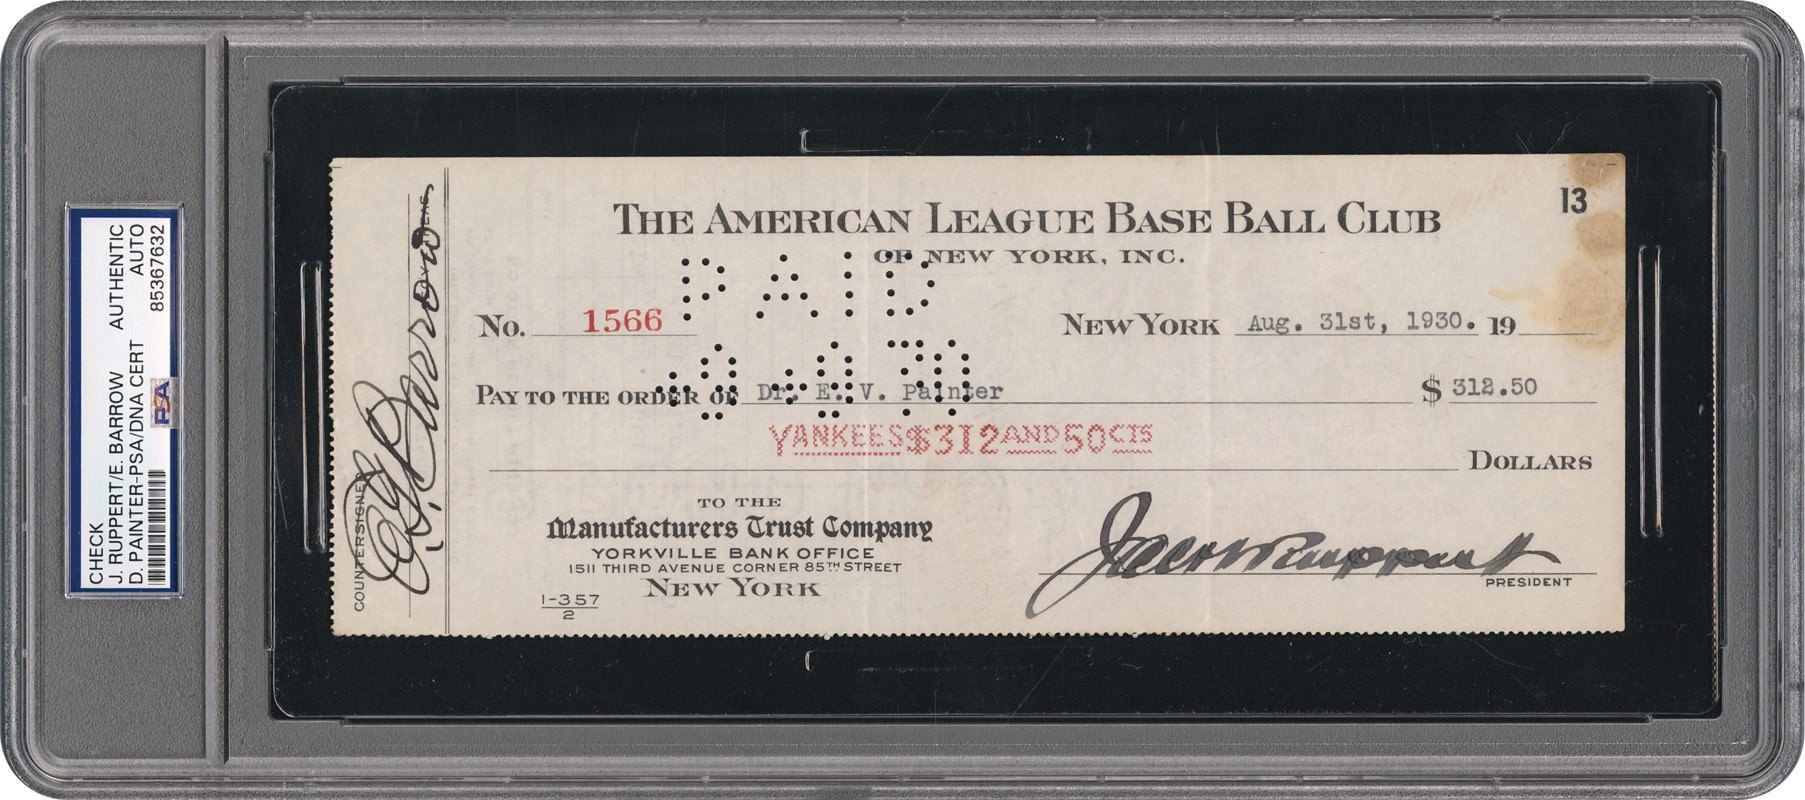 CHECK AUTHENTIC
J. RUPPERT/E. BARROW AUTO
D. PAINTER-PSA/DNA CERT 85367632
PSA
13
THE AMERICAN LEAGUE BASE BALL CLUB
OF NEW YORK, INC.
PAID
No. 1566
NEW YORK Aug. 31st, 1930. 19
PAY TO THE ORDER OF Dr. E. V. Painter $ 312.50
YANKEES $312 AND 50 CTS
DOLLARS
TO THE
Manufacturers Trust Company
YORKVILLE BANK OFFICE
1511 THIRD AVENUE CORNER 85TH STREET
NEW YORK
1-357
2
Jacob Ruppert
PRESIDENT
COUNTERSIGNED
E. G. Barrow